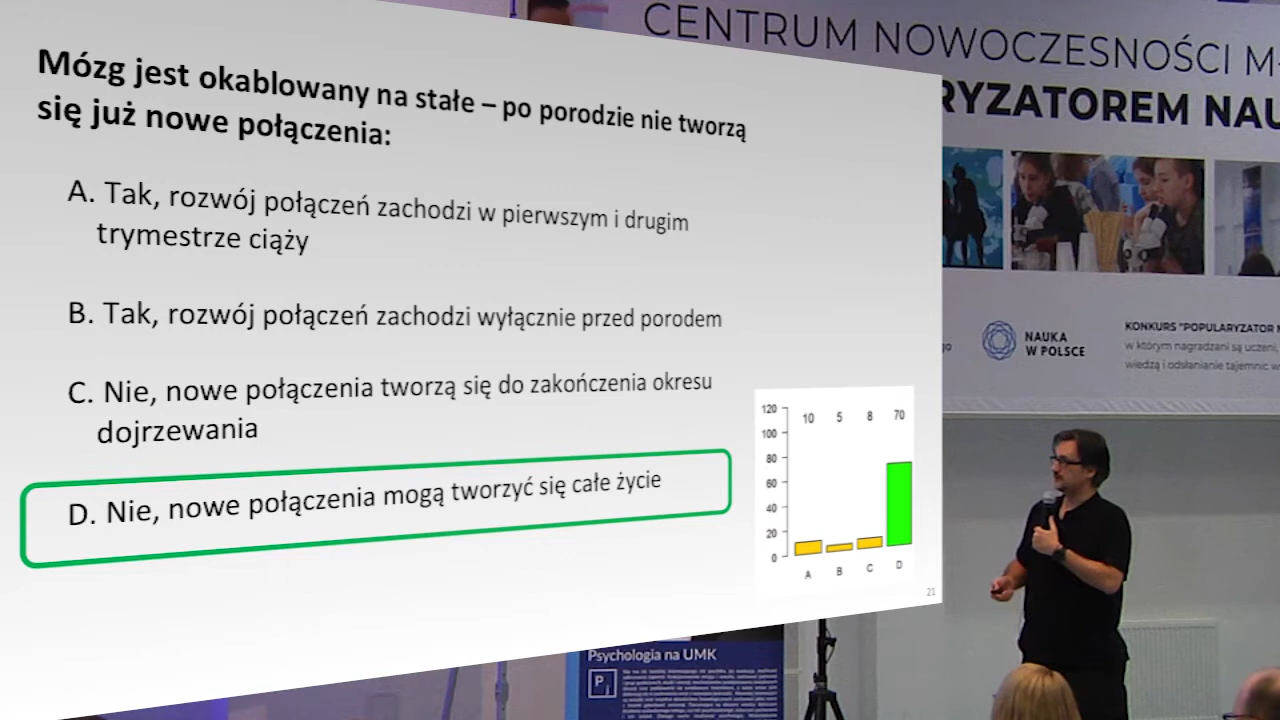 Mózg jest okablowany na stałe – po porodzie nie tworzą
się już nowe połączenia:
A. Tak, rozwój połączeń zachodzi w pierwszym i drugim
trymestrze ciąży
B. Tak, rozwój połączeń zachodzi wyłącznie przed porodem
C. Nie, nowe połączenia tworzą się do zakończenia okresu
dojrzewania
D. Nie, nowe połączenia mogą tworzyć się całe życie
120
100
80
60
40
20
0
10 5 8 70
A B C D
21
CENTRUM NOWOCZESNOŚCI
RYZATOREM NAU
NAUKA
W POLSCE
KONKURS "POPULARYZATOR
w którym nagradzani są uczeni,
wiedzą i odsłanianie tajemnic
Psychologia na UMK